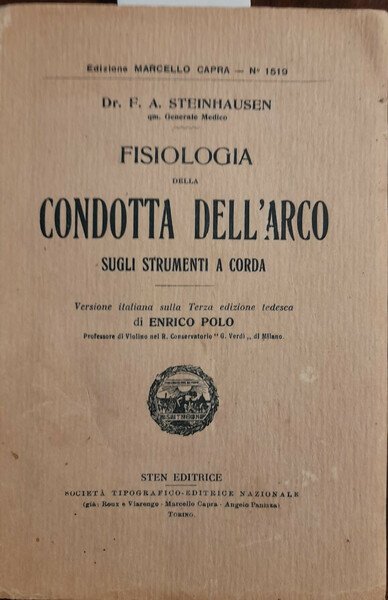 Edizione MARCELLO CAPRA — N° 1519
Dr. F. A. STEINHAUSEN
qm. Generale Medico
FISIOLOGIA
DELLA
CONDOTTA DELL'ARCO
SUGLI STRUMENTI A CORDA
Versione italiana sulla Terza edizione tedesca
di ENRICO POLO
Professore di Violino nel R. Conservatorio " G. Verdi „ di Milano.
STEN EDITRICE
SOCIETÀ TIPOGRAFICO-EDITRICE NAZIONALE
(già: Roux e Viarengo - Marcello Capra - Angelo Panizza)
TORINO.